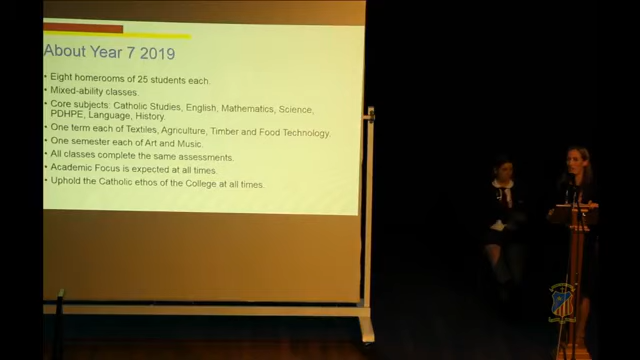 About Year 7 2019
• Eight homerooms of 25 students each.
• Mixed-ability classes.
• Core subjects: Catholic Studies, English, Mathematics, Science,
PDHPE, Language, History.
• One term each of Textiles, Agriculture, Timber and Food Technology.
• One semester each of Art and Music.
• All classes complete the same assessments.
• Academic Focus is expected at all times.
• Uphold the Catholic ethos of the College at all times.